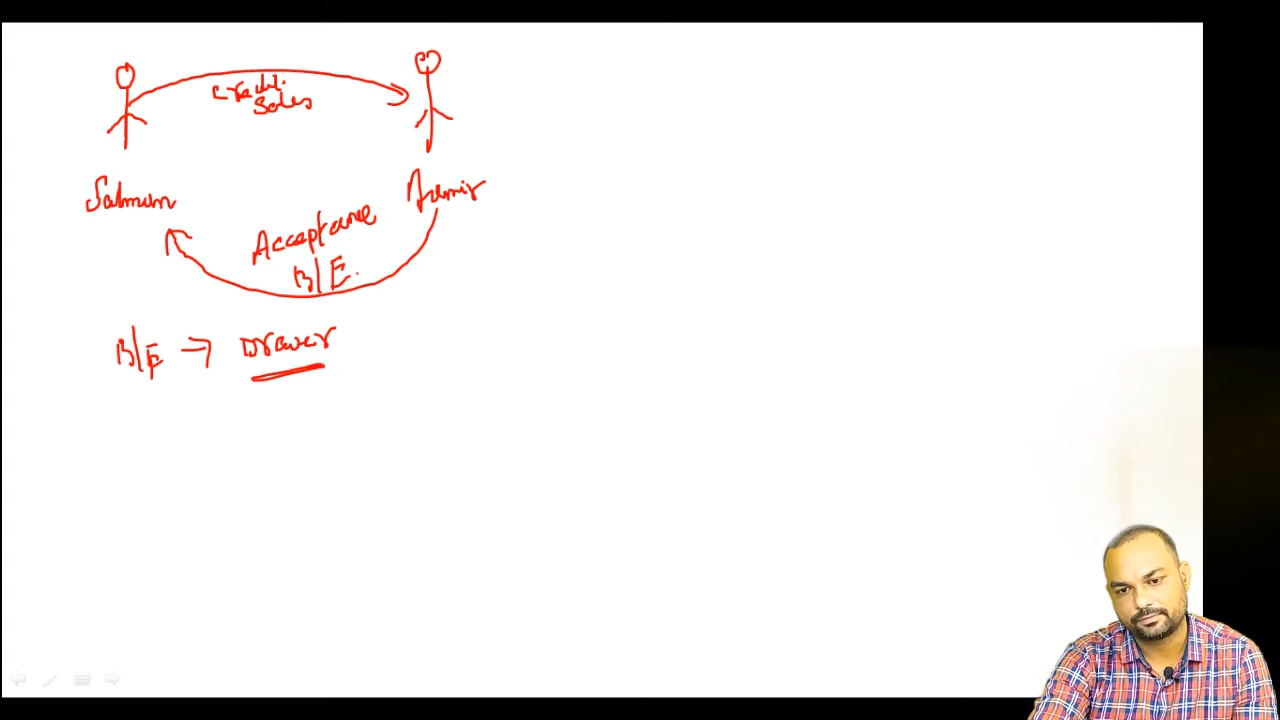 Credit
Sales
Salman
Aamir
Acceptance
B/E.
B/E → Drawer